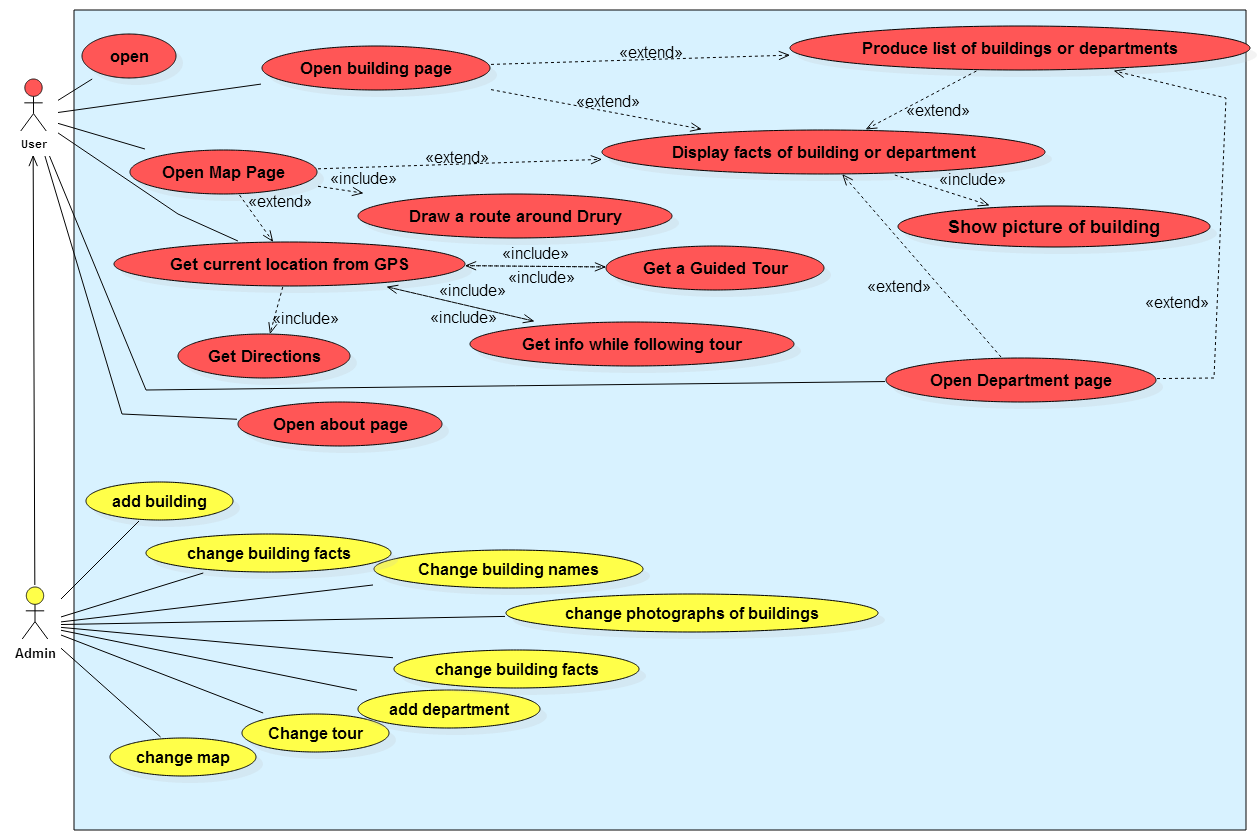 open
Open building page
«extend»
Produce list of buildings or departments
«extend»
«extend»
User
Open Map Page
«extend»
Display facts of building or department
«include»
«include»
«extend»
Draw a route around Drury
Show picture of building
Get current location from GPS
«include»
«include»
Get a Guided Tour
«include»
«extend»
«extend»
«include»
«include»
Get info while following tour
Get Directions
Open Department page
Open about page
add building
change building facts
Change building names
change photographs of buildings
Admin
change building facts
add department
Change tour
change map